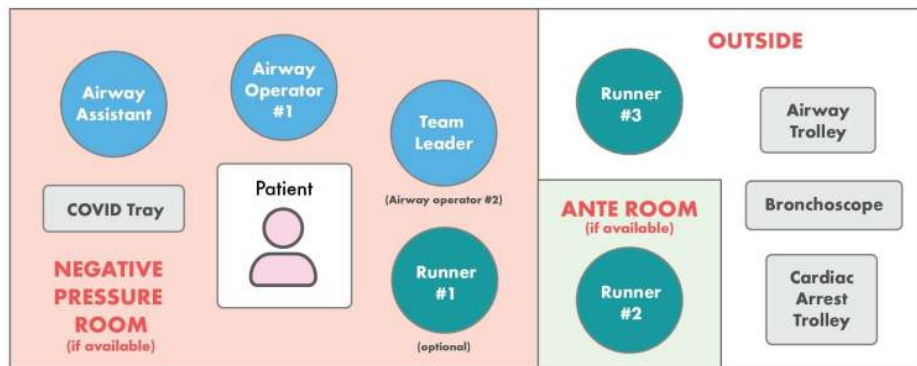 Airway
Assistant
Airway
Operator
#1
Team
Leader
(Airway operator #2)
COVID Tray
Patient
NEGATIVE
PRESSURE
ROOM
(if available)
Runner
#1
(optional)
OUTSIDE
Runner
#3
Airway
Trolley
ANTE ROOM
(if available)
Runner
#2
Bronchoscope
Cardiac
Arrest
Trolley